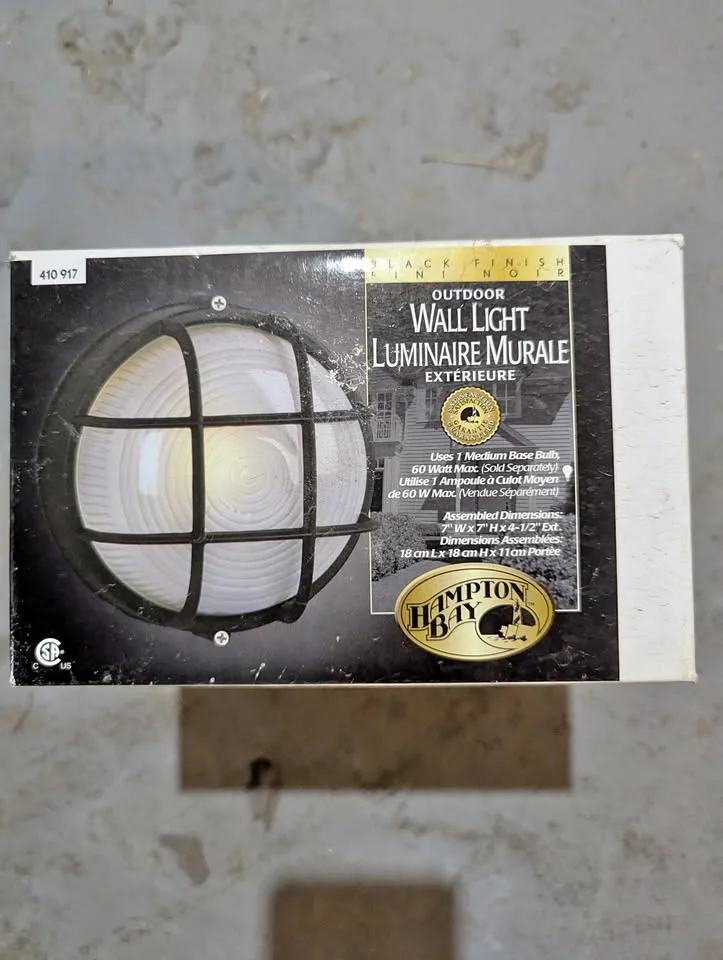 410 917
BLACK FINISH
FINI NOIR
OUTDOOR
WALL LIGHT
LUMINAIRE MURALE
EXTÉRIEURE
GARANTIE
Uses 1 Medium Base Bulb,
60 Watt Max. (Sold Separately)
Utilise 1 Ampoule à Culot Moyen
de 60 W Max. (Vendue Séparément)
Assembled Dimensions:
7" W x 7" H x 4-1/2" Ext.
Dimensions Assemblées:
18 cm L x 18 cm H x 11 cm Portée
HAMPTON
BAY
C US